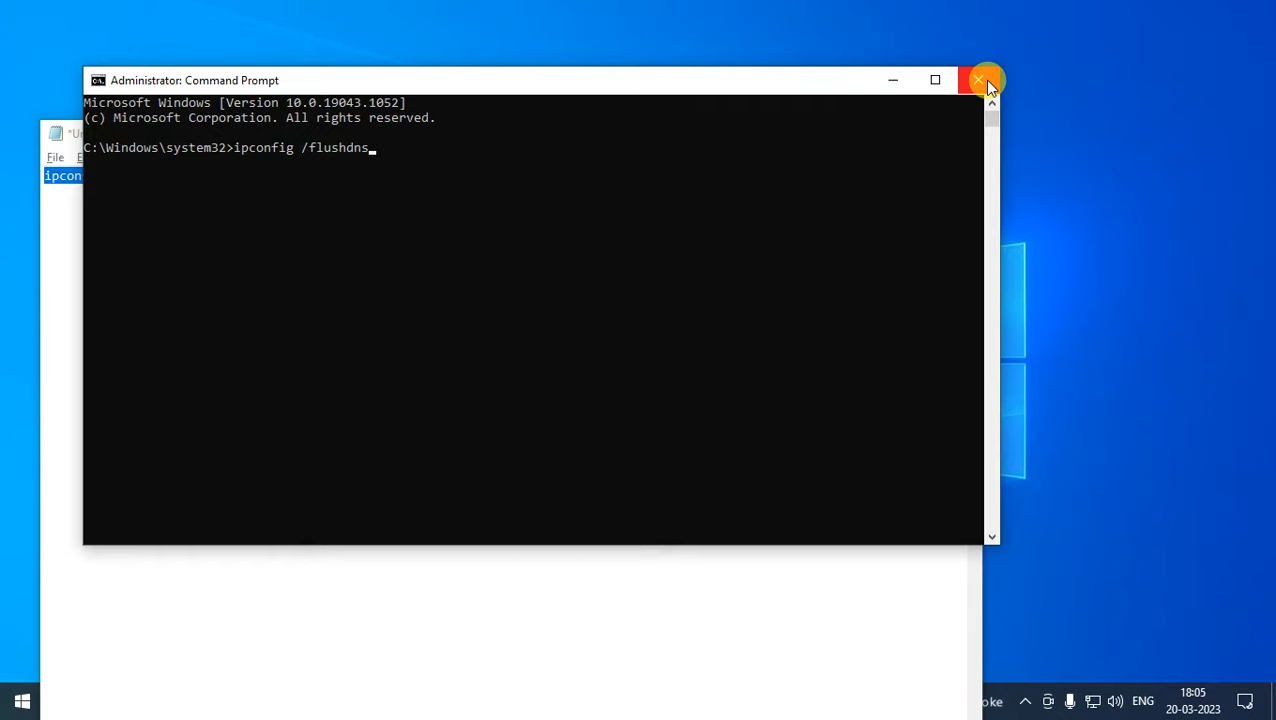 Administrator: Command Prompt
Microsoft Windows [Version 10.0.19043.1052]
(c) Microsoft Corporation. All rights reserved.
C:\Windows\system32>ipconfig /flushdns
File
ipcon
ENG
18:05
20-03-2023